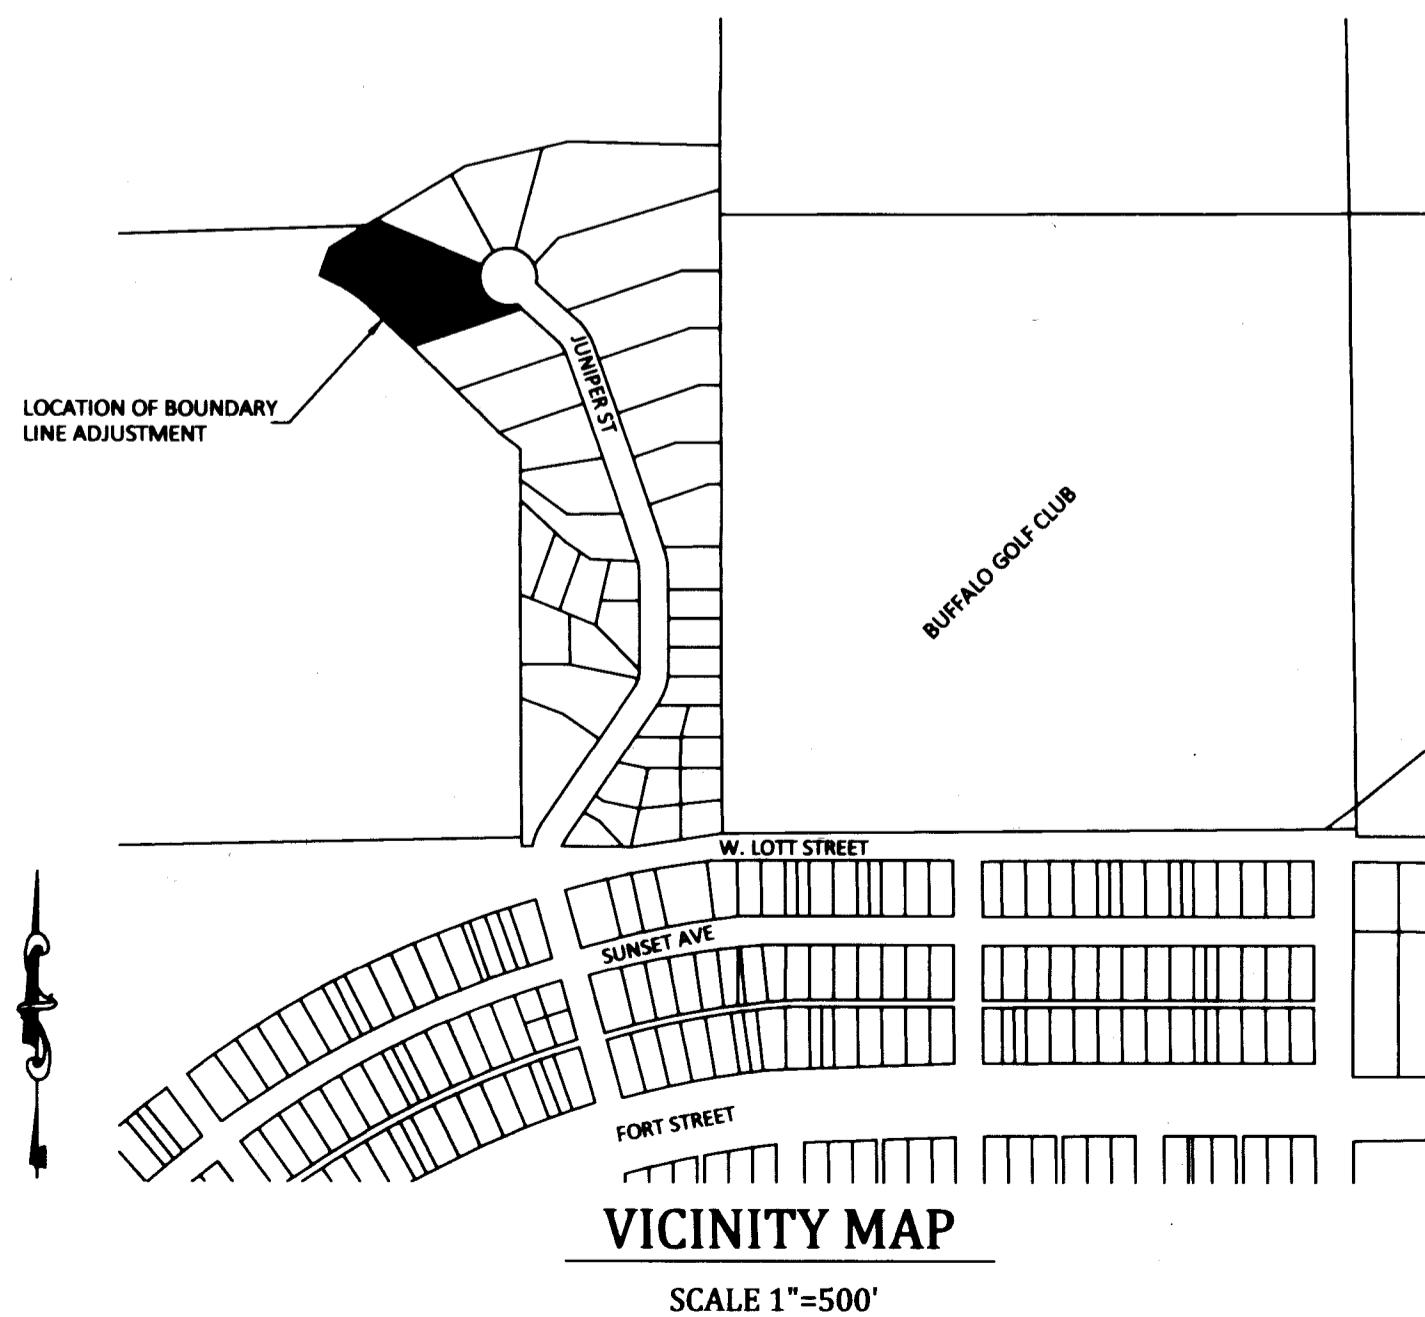 JUNIPER ST
LOCATION OF BOUNDARY
LINE ADJUSTMENT
BUFFALO GOLF CLUB
W. LOTT STREET
SUNSET AVE
FORT STREET
VICINITY MAP
SCALE 1"=500'